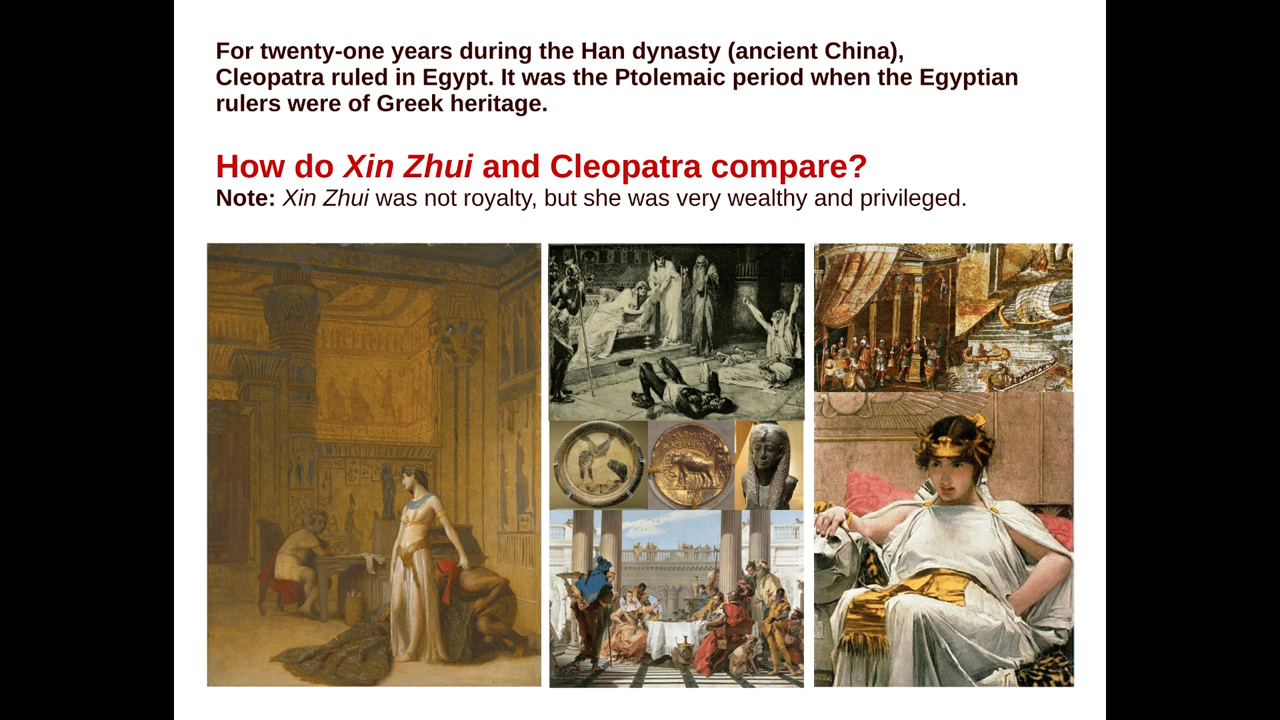 For twenty-one years during the Han dynasty (ancient China),
Cleopatra ruled in Egypt. It was the Ptolemaic period when the Egyptian
rulers were of Greek heritage.
How do Xin Zhui and Cleopatra compare?
Note: Xin Zhui was not royalty, but she was very wealthy and privileged.